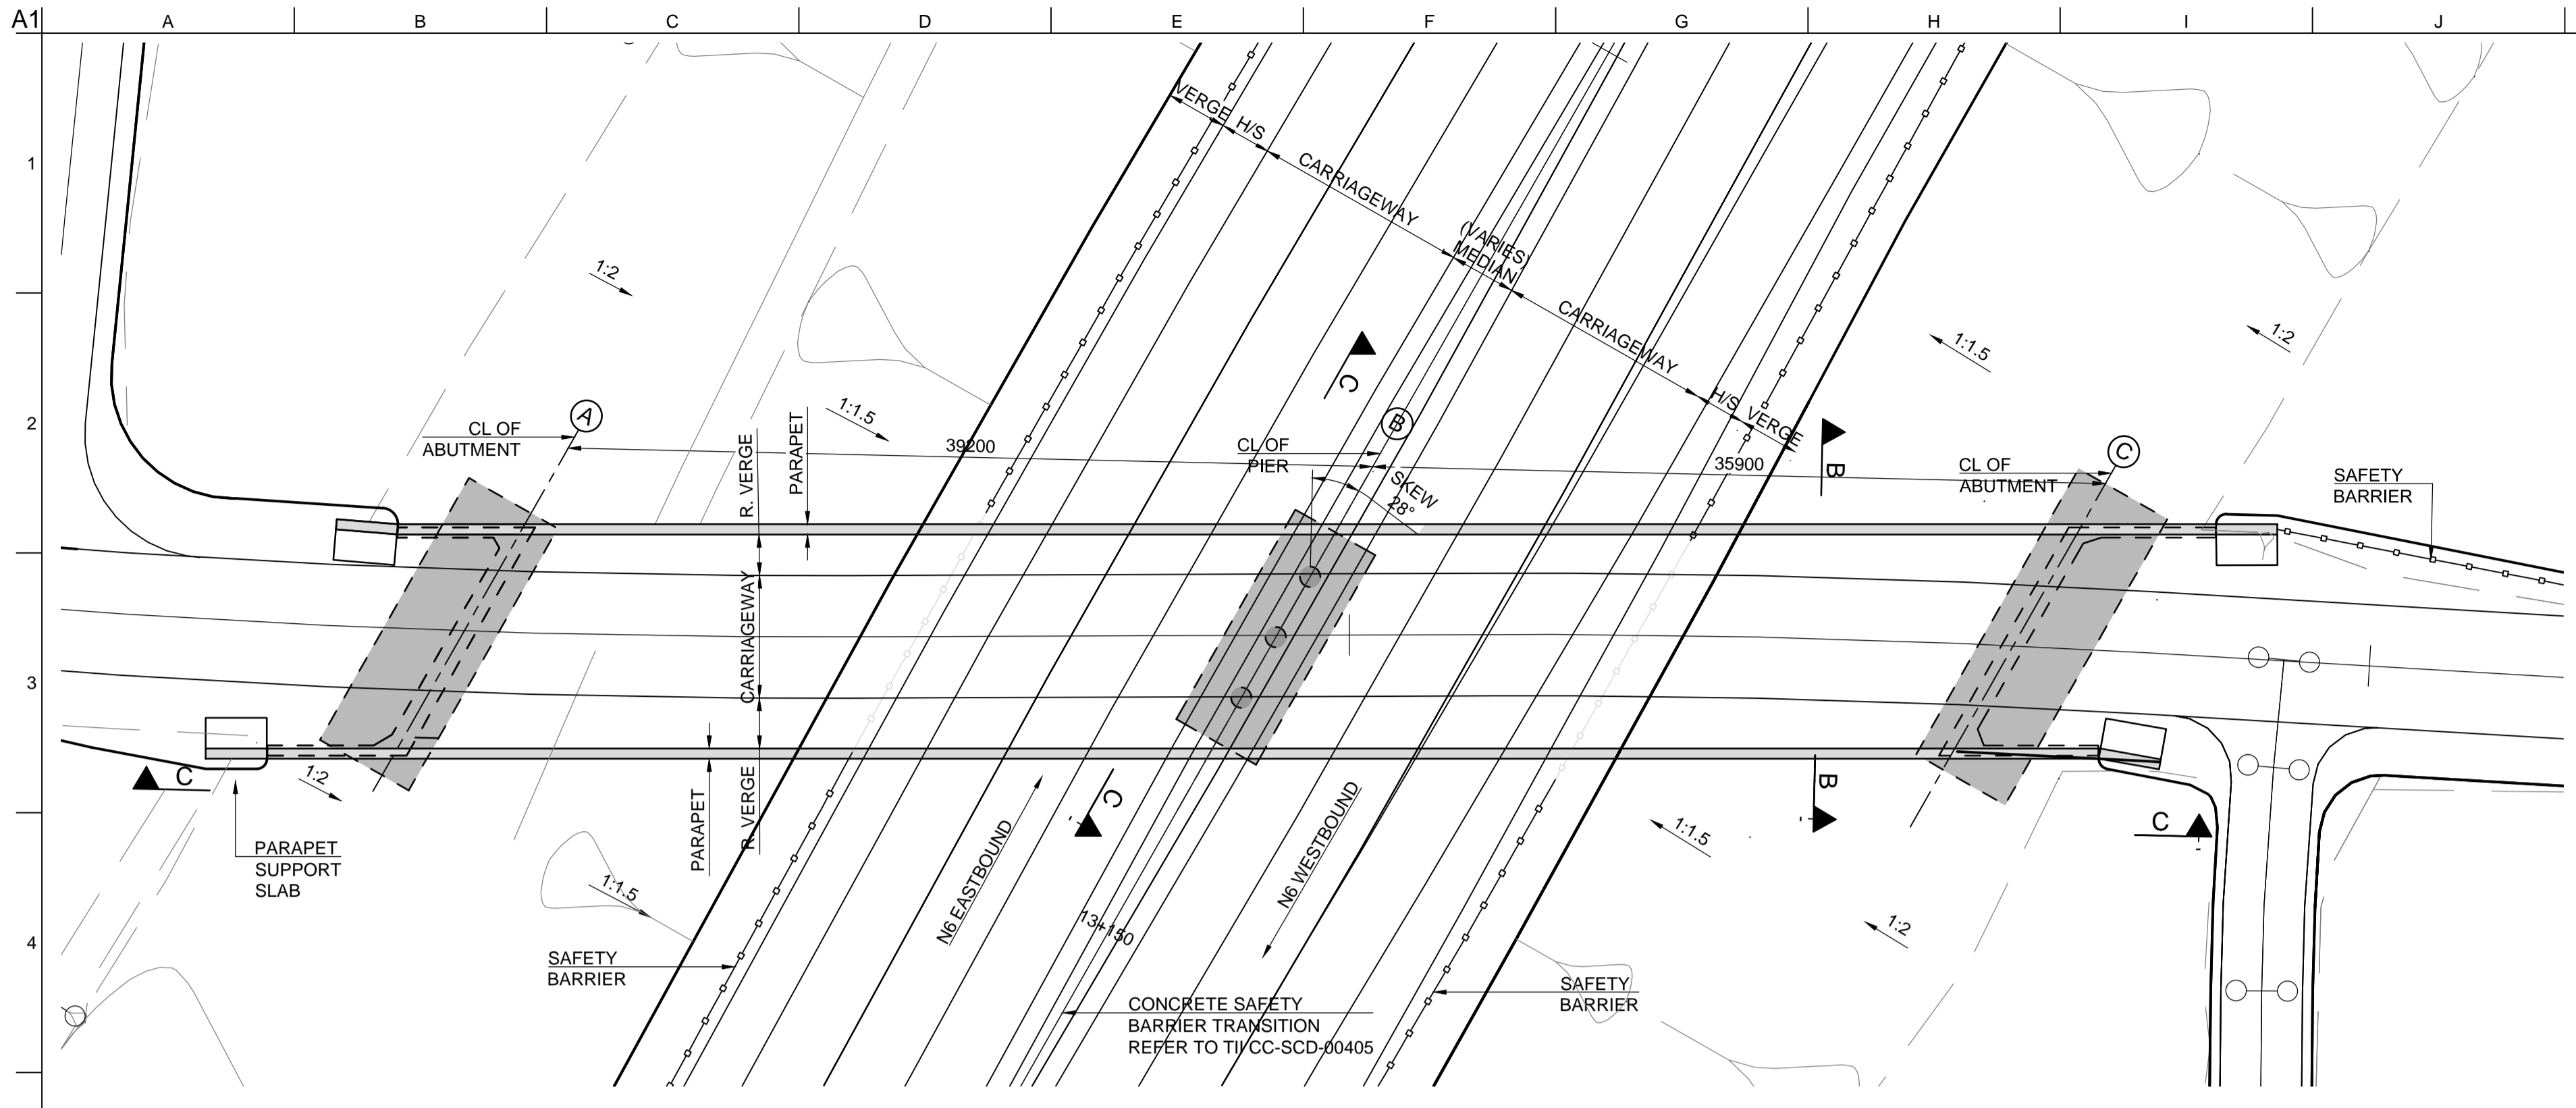 A1
A
B
C
D
E
F
G
H
I
J
1
2
3
4
VERGE
H/S
CARRIAGEWAY
(VARIES)
MEDIAN
CARRIAGEWAY
H/S
VERGE
1:2
1:1.5
1:1.5
1:2
CL OF
ABUTMENT
A
39200
R. VERGE
PARAPET
C
CL OF
PIER
B
SKEW
28°
35900
B
CL OF
ABUTMENT
C
SAFETY
BARRIER
CARRIAGEWAY
C
1:2
PARAPET
SUPPORT
SLAB
PARAPET
R. VERGE
C
B
C
N6 EASTBOUND
N6 WESTBOUND
1:1.5
1:1.5
1:2
13+150
SAFETY
BARRIER
CONCRETE SAFETY
BARRIER TRANSITION
REFER TO TII CC-SCD-00405
SAFETY
BARRIER